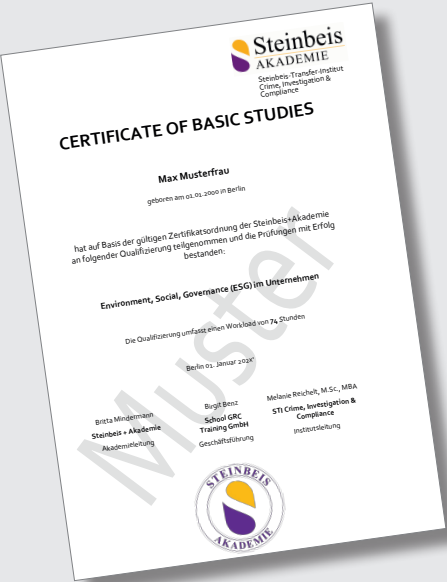 Steinbeis
AKADEMIE
Steinbeis-Transfer-Institut
Crime, Investigation &
Compliance
CERTIFICATE OF BASIC STUDIES
Max Musterfrau
geboren am 01.01.2000 in Berlin
hat auf Basis der gültigen Zertifikatsordnung der Steinbeis+Akademie
an folgender Qualifizierung teilgenommen und die Prüfungen mit Erfolg
bestanden:
Environment, Social, Governance (ESG) im Unternehmen
Die Qualifizierung umfasst einen Workload von 74 Stunden
Berlin 01. Januar
Muster
Britta Mindermann
Steinbeis + Akademie
Akademieleitung
Birgit Benz
School GRC
Training GmbH
Geschäftsführung
Melanie Reichelt, M.Sc., MBA
STI Crime, Investigation &
Compliance
Institutsleitung
STEINBEIS
AKADEMIE